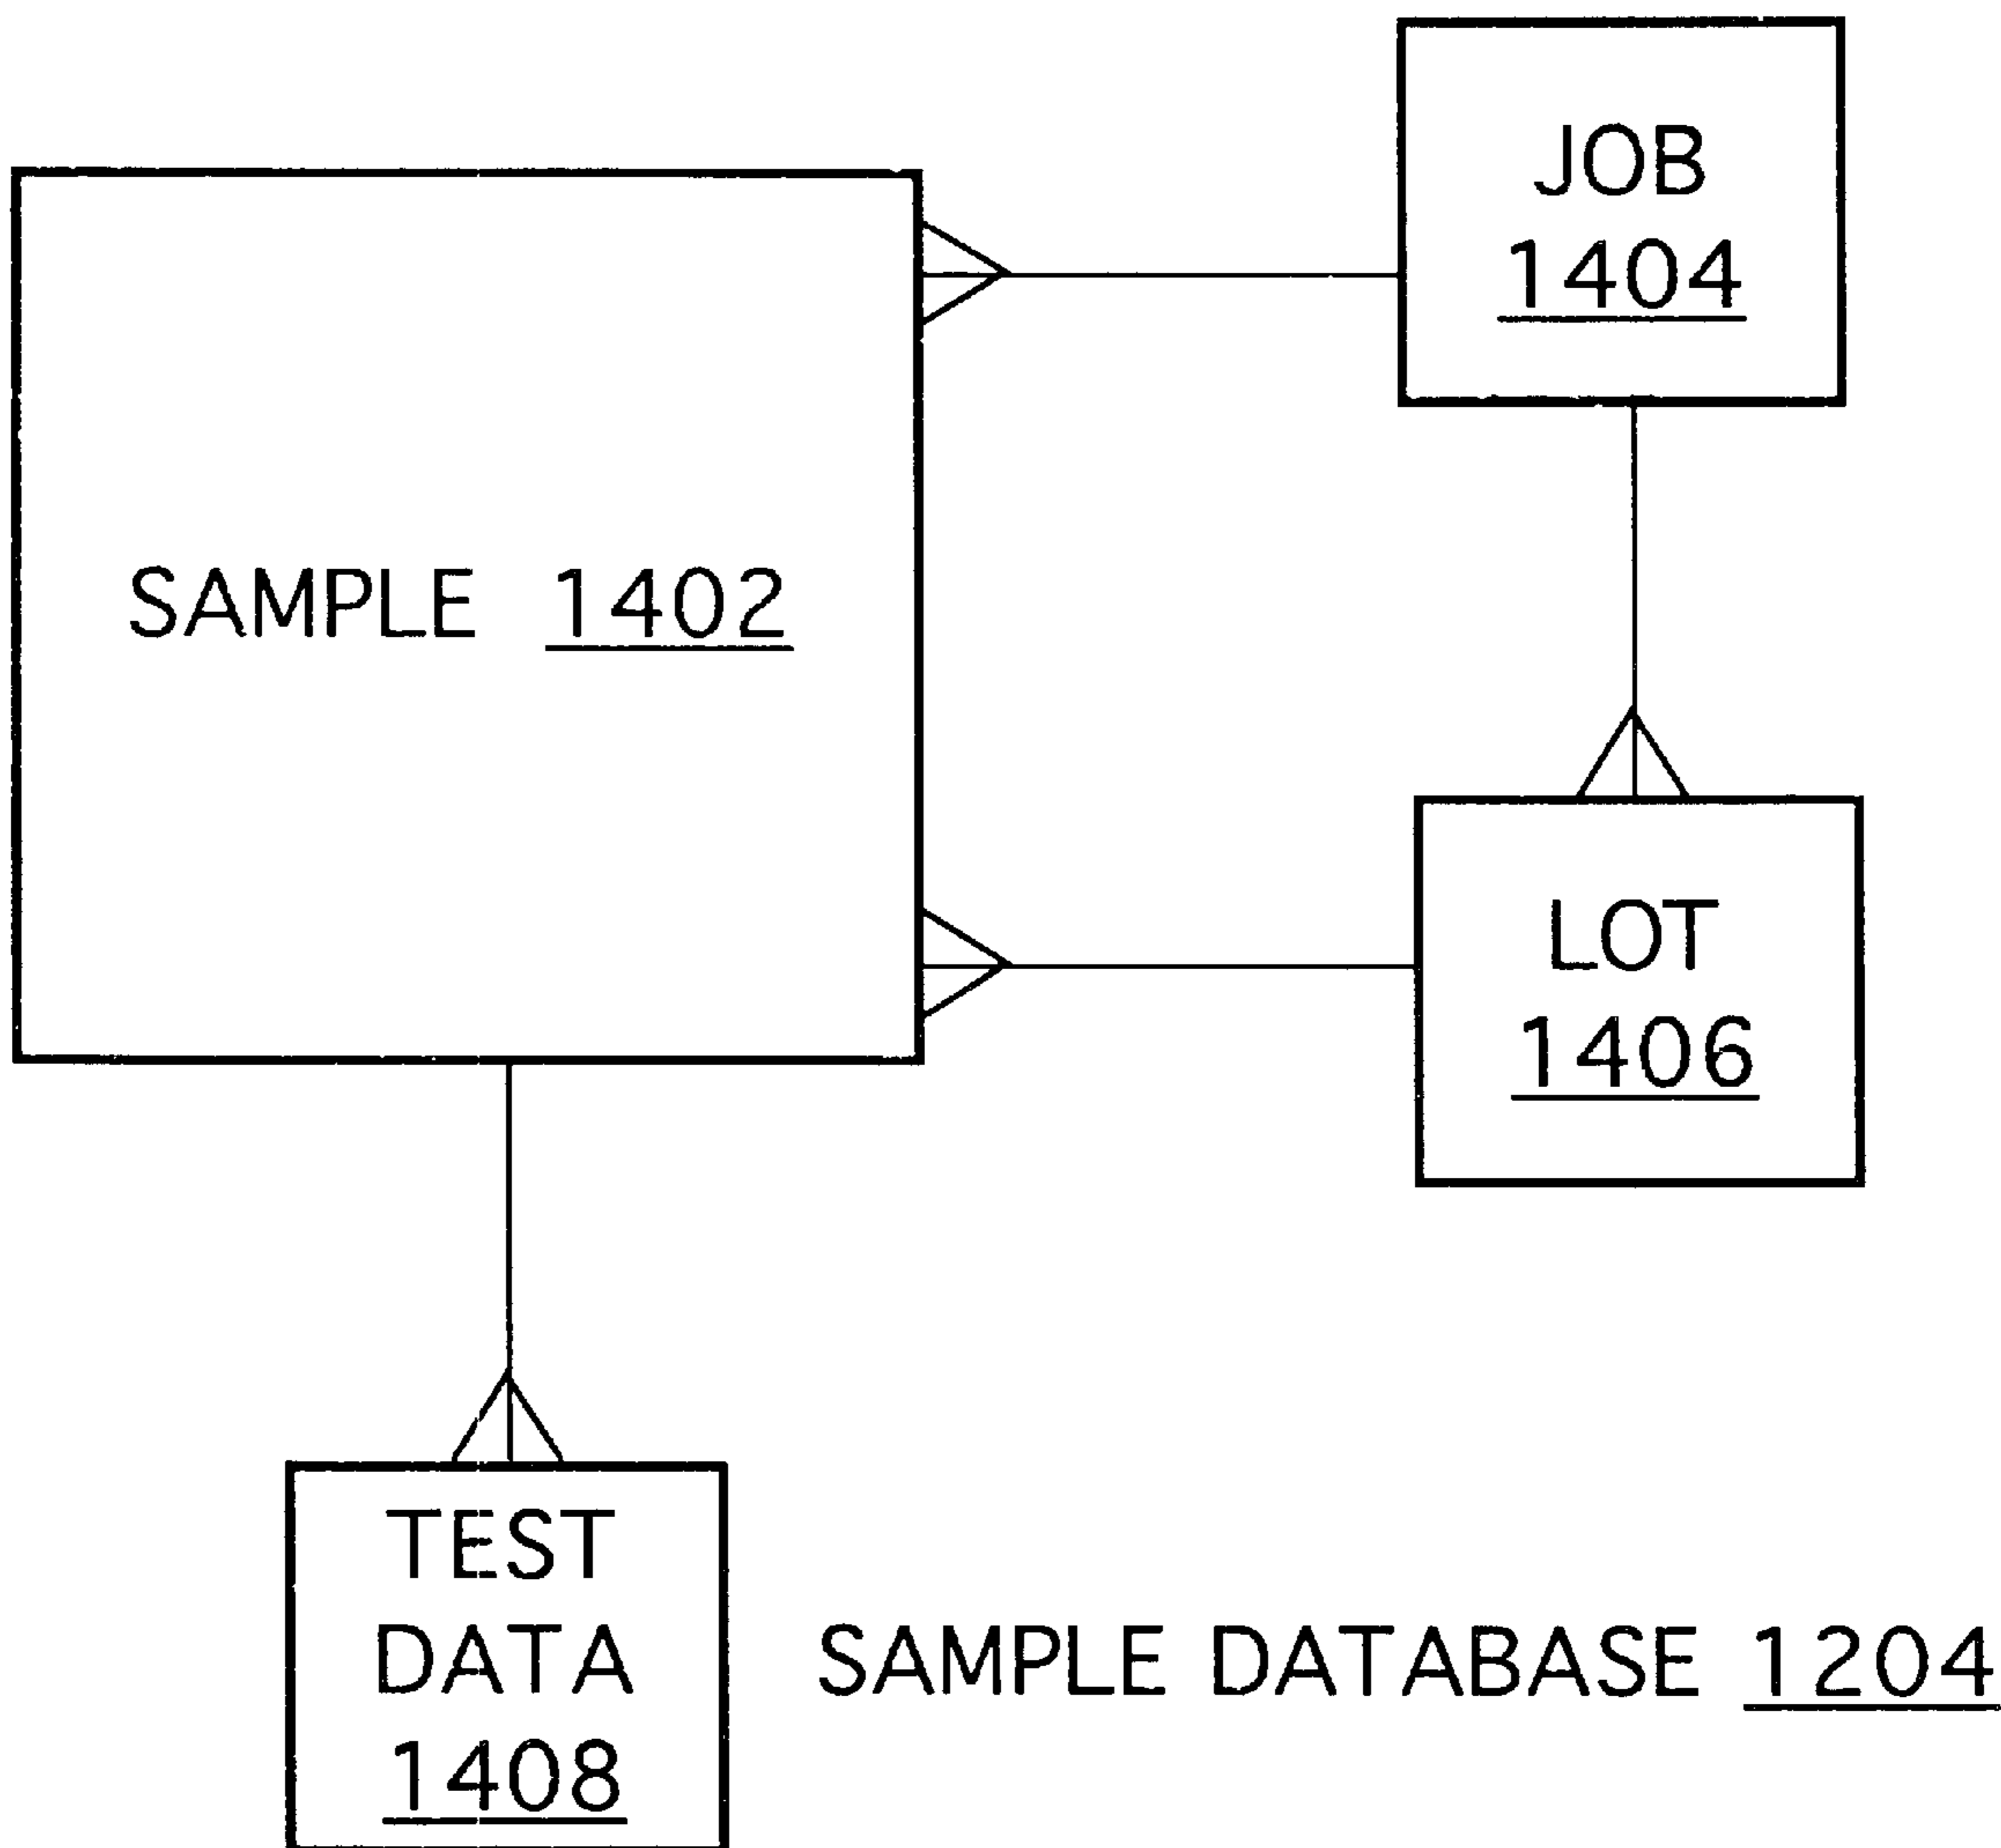 JOB
1404
SAMPLE 1402
LOT
1406
TEST
DATA
1408
SAMPLE DATABASE 1204